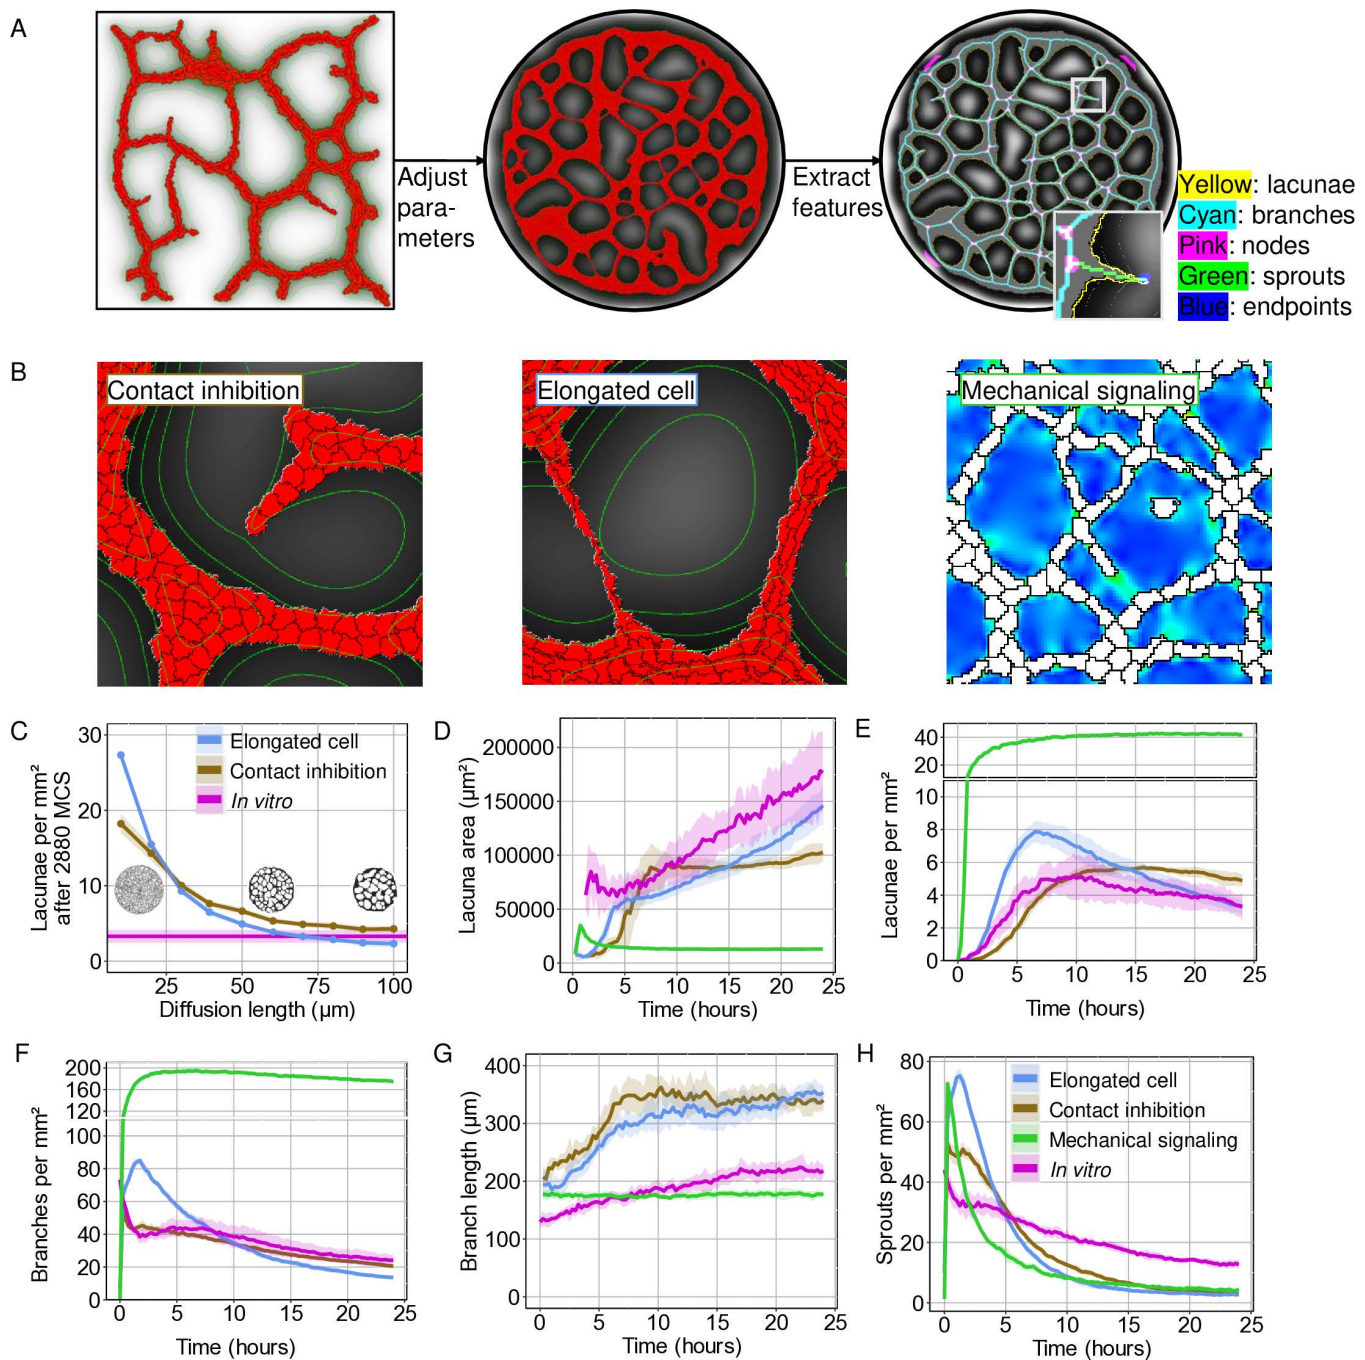 A
Adjust
para-
meters
Extract
features
Yellow: lacunae
Cyan: branches
Pink: nodes
Green: sprouts
Blue: endpoints
B
Contact inhibition
Elongated cell
Mechanical signaling
C
Lacunae per mm²
after 2880 MCS
30
20
10
0
25
50
75
100
Diffusion length (µm)
Elongated cell
Contact inhibition
In vitro
D
Lacuna area (µm²)
200000
150000
100000
50000
0
0
5
10
15
20
25
Time (hours)
E
Lacunae per mm²
40
20
10
8
6
4
2
0
0
5
10
15
20
25
Time (hours)
F
Branches per mm²
200
160
120
100
80
60
40
20
0
0
5
10
15
20
25
Time (hours)
G
Branch length (µm)
400
300
200
100
0
0
5
10
15
20
25
Time (hours)
H
Sprouts per mm²
80
60
40
20
0
0
5
10
15
20
25
Time (hours)
Elongated cell
Contact inhibition
Mechanical signaling
In vitro